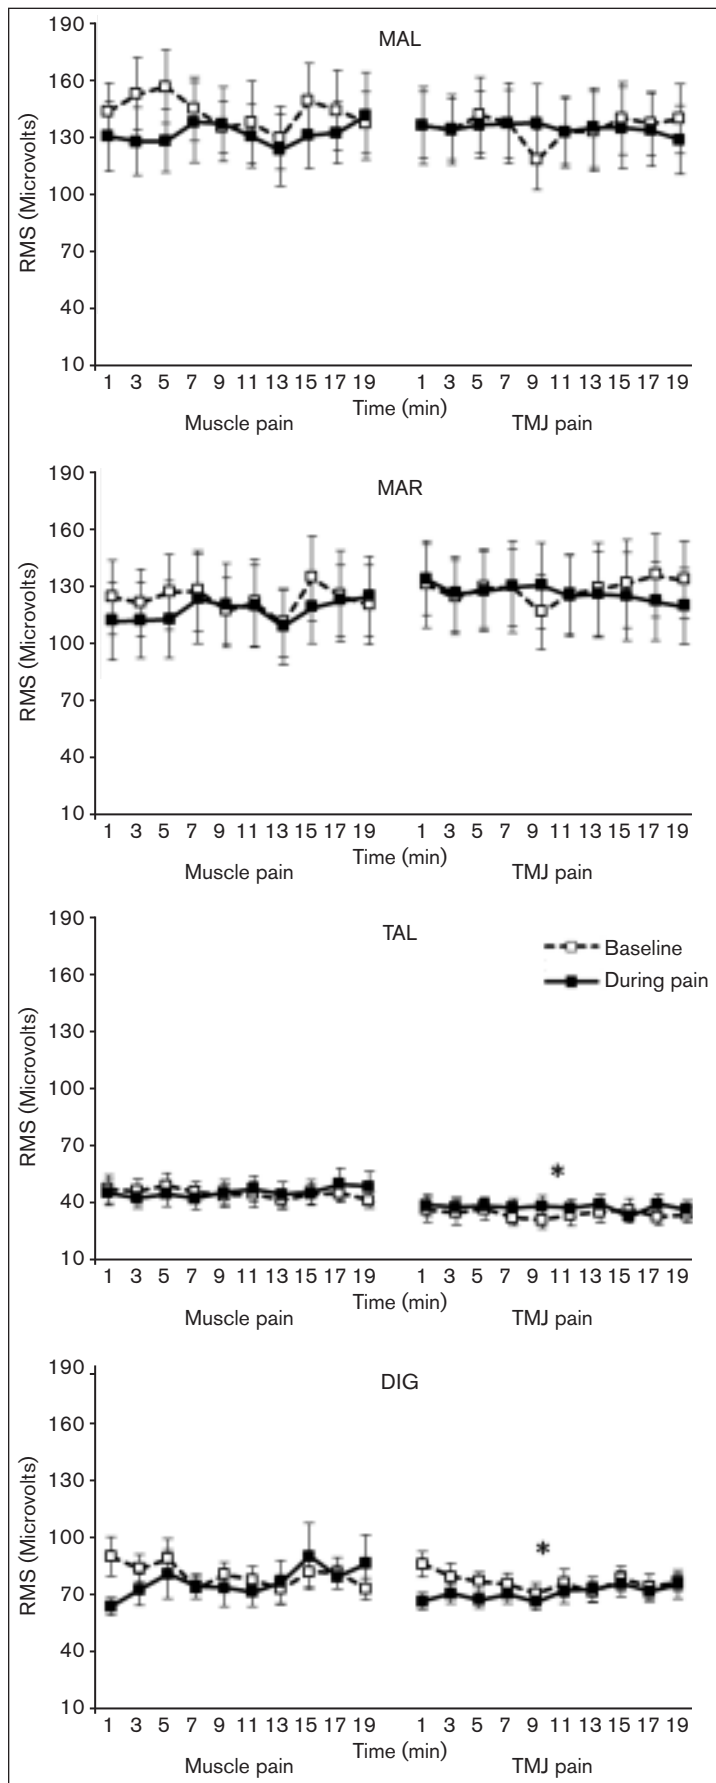 MAL
RMS (Microvolts)
190
160
130
100
70
40
10
1 3 5 7 9 11 13 15 17 19 1 3 5 7 9 11 13 15 17 19
Time (min)
Muscle pain TMJ pain
MAR
RMS (Microvolts)
190
160
130
100
70
40
10
1 3 5 7 9 11 13 15 17 19 1 3 5 7 9 11 13 15 17 19
Time (min)
Muscle pain TMJ pain
TAL
Baseline
During pain
RMS (Microvolts)
190
160
130
100
70
40
10
*
1 3 5 7 9 11 13 15 17 19 1 3 5 7 9 11 13 15 17 19
Time (min)
Muscle pain TMJ pain
DIG
RMS (Microvolts)
190
160
130
100
70
40
10
*
1 3 5 7 9 11 13 15 17 19 1 3 5 7 9 11 13 15 17 19
Time (min)
Muscle pain TMJ pain